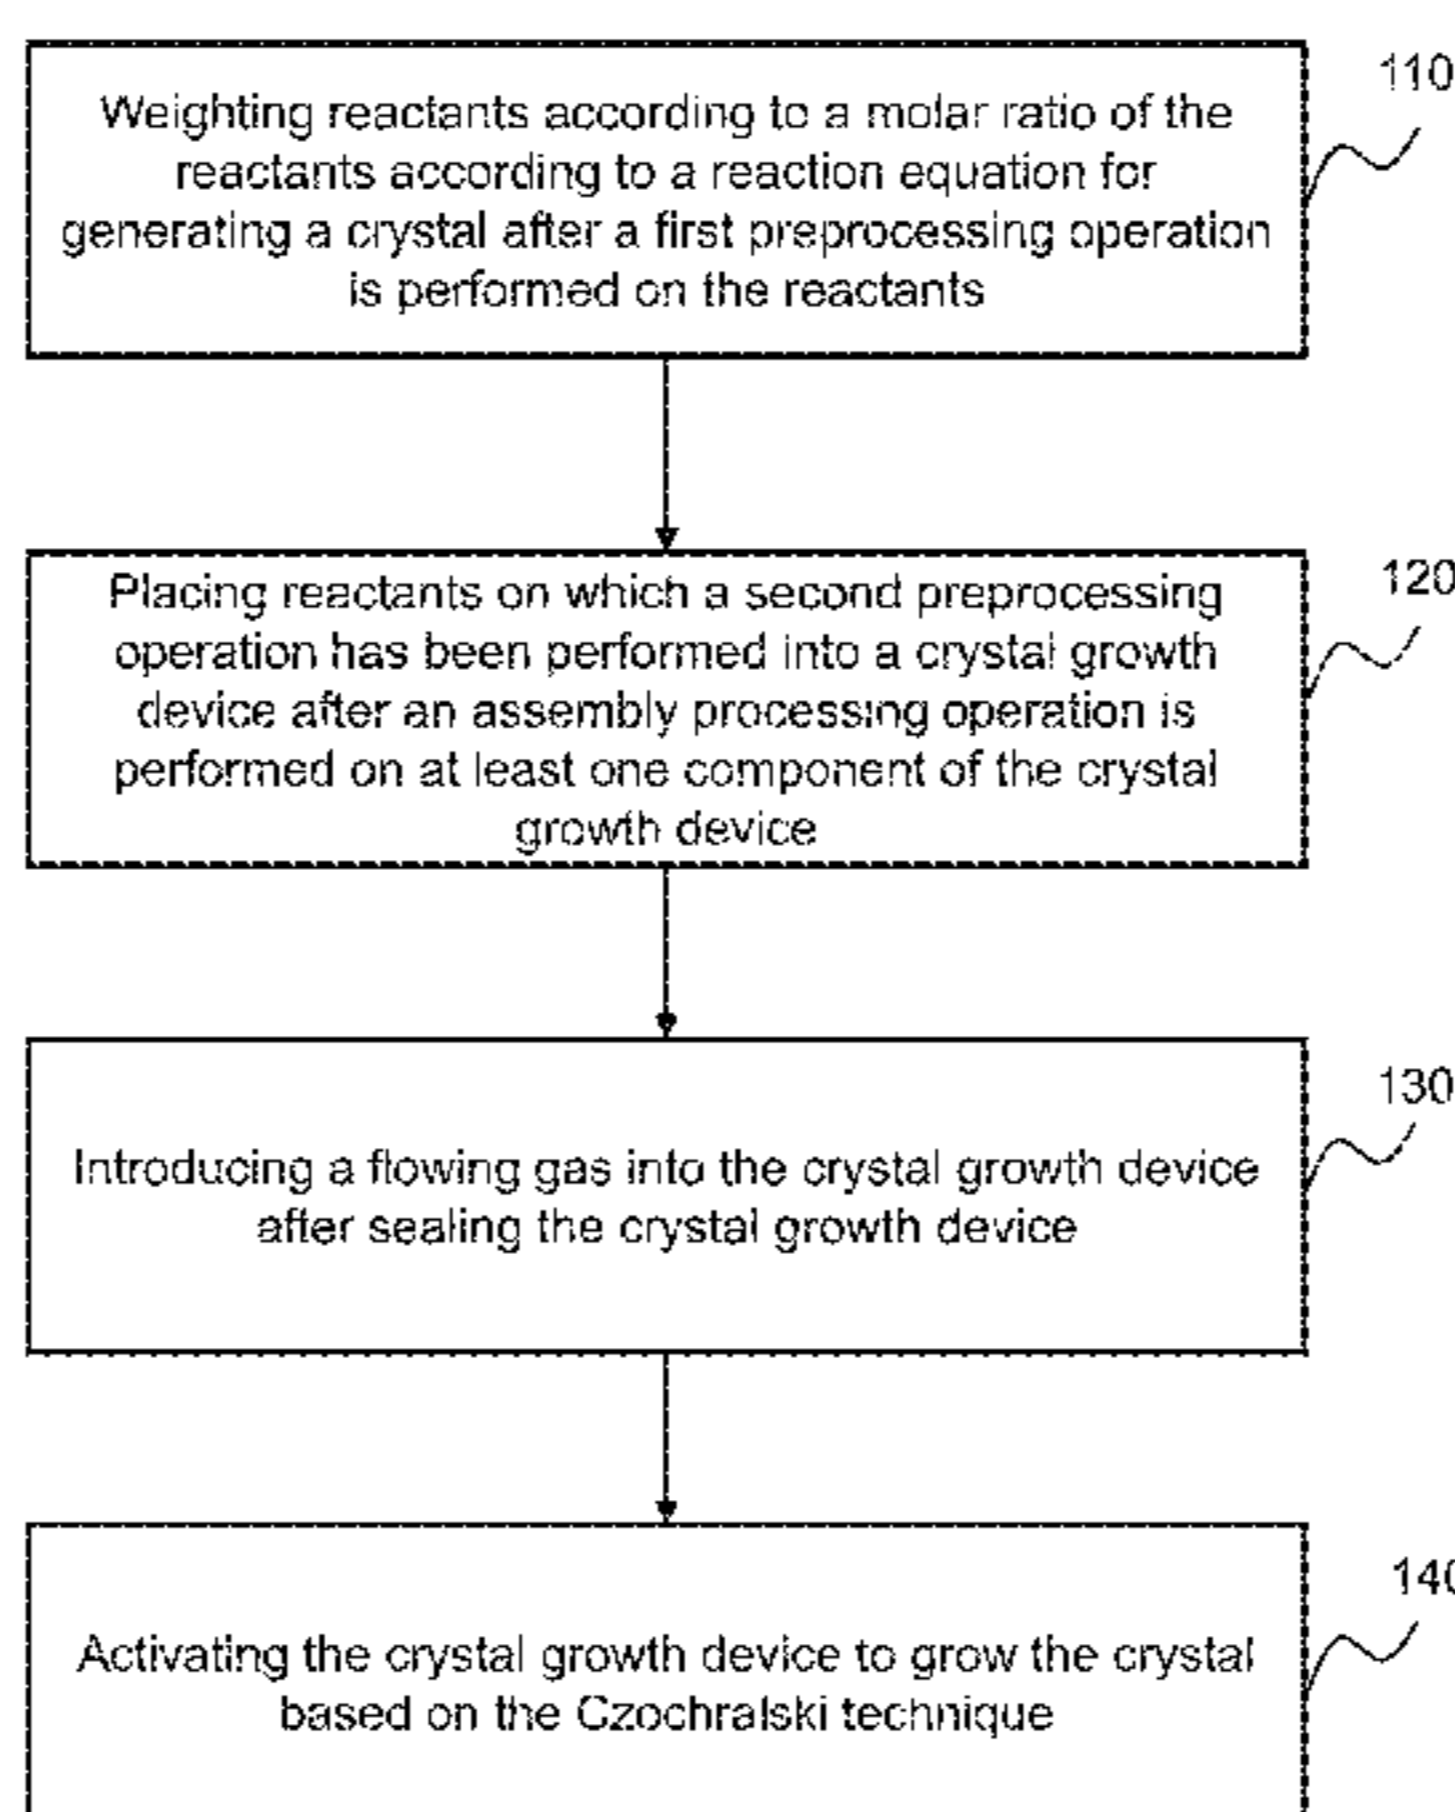 110
Weighting reactants according to a molar ratio of the
reactants according to a reaction equation for
generating a crystal after a first preprocessing operation
is performed on the reactants
120
Placing reactants on which a second preprocessing
operation has been performed into a crystal growth
device after an assembly processing operation is
performed on at least one component of the crystal
growth device
130
Introducing a flowing gas into the crystal growth device
after sealing the crystal growth device
140
Activating the crystal growth device to grow the crystal
based on the Czochralski technique